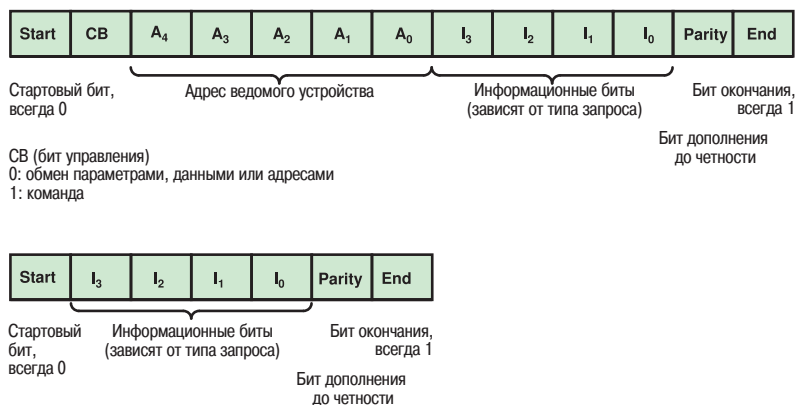 Start CB A₄ A₃ A₂ A₁ A₀ I₃ I₂ I₁ I₀ Parity End
Стартовый бит,
всегда 0
Адрес ведомого устройства
Информационные биты
(зависят от типа запроса)
Бит окончания,
всегда 1
Бит дополнения
до четности
CB (бит управления)
0: обмен параметрами, данными или адресами
1: команда
Start I₃ I₂ I₁ I₀ Parity End
Стартовый
бит,
всегда 0
Информационные биты
(зависят от типа запроса)
Бит окончания,
всегда 1
Бит дополнения
до четности